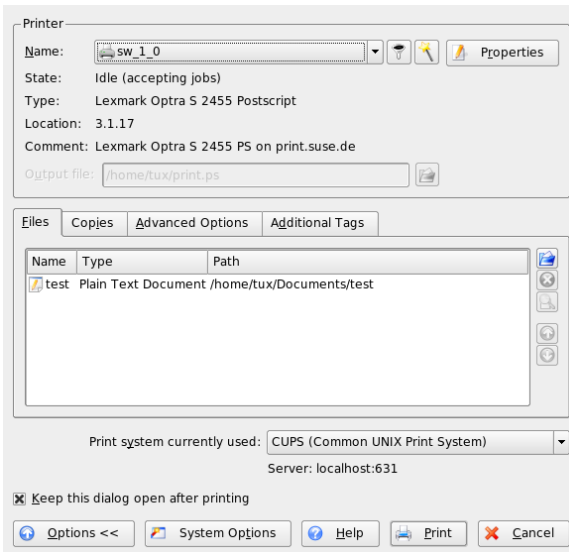 Printer
Name: sw_1_0 Properties
State: Idle (accepting jobs)
Type: Lexmark Optra S 2455 Postscript
Location: 3.1.17
Comment: Lexmark Optra S 2455 PS on print.suse.de
Output file: /home/tux/print.ps
Files Copies Advanced Options Additional Tags
Name Type Path
test Plain Text Document /home/tux/Documents/test
Print system currently used: CUPS (Common UNIX Print System)
Server: localhost:631
Keep this dialog open after printing
Options << System Options Help Print Cancel